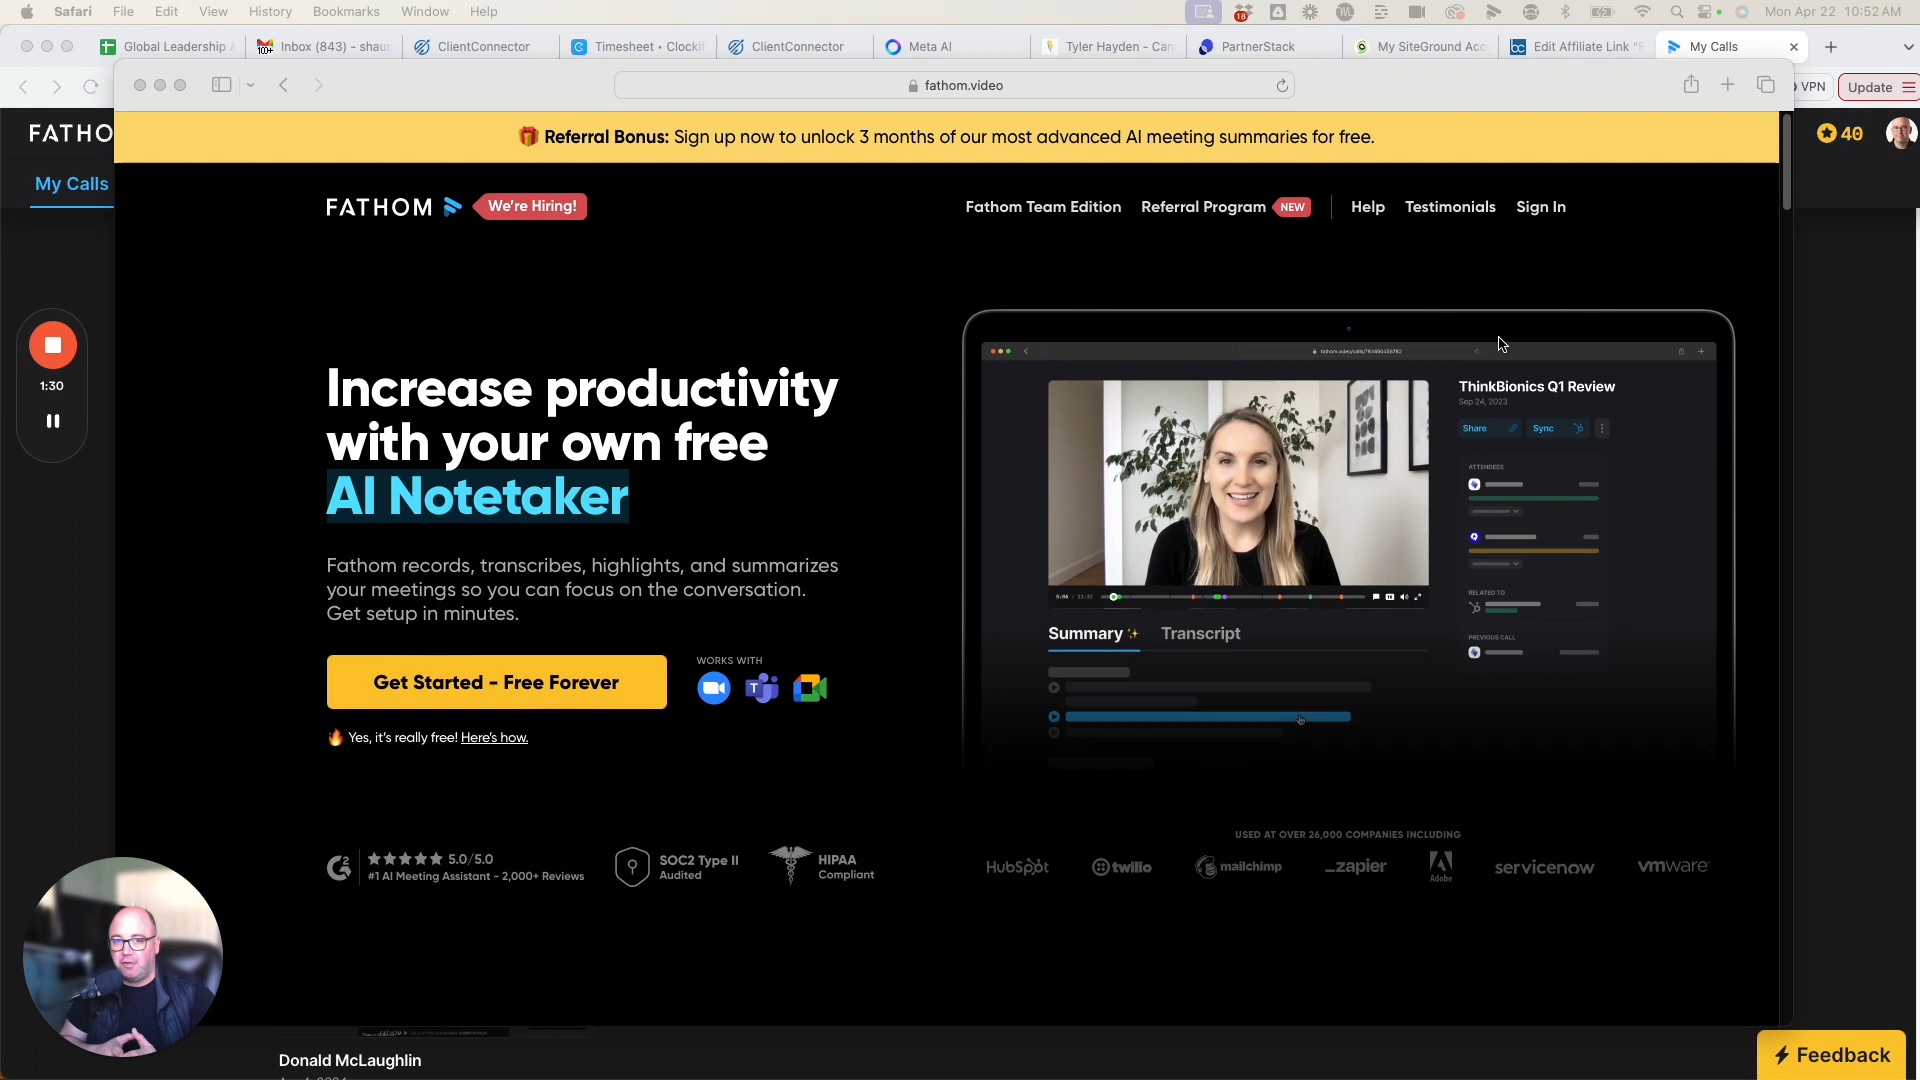 Safari File Edit View History Bookmarks Window Help
18
Mon Apr 22 10:52 AM
Global Leadership
100+ Inbox (843) - shaun
ClientConnector
Timesheet • Clockif
ClientConnector
Meta AI
Tyler Hayden - Can
PartnerStack
My SiteGround Acc
Edit Affiliate Link "F
My Calls
fathom.video
VPN
Update
🎁 Referral Bonus: Sign up now to unlock 3 months of our most advanced AI meeting summaries for free.
FATHO
40
My Calls
FATHOM
We're Hiring!
Fathom Team Edition
Referral Program NEW
Help
Testimonials
Sign In
1:30
Increase productivity
with your own free
AI Notetaker
Fathom records, transcribes, highlights, and summarizes
your meetings so you can focus on the conversation.
Get setup in minutes.
Get Started - Free Forever
WORKS WITH
🔥 Yes, it's really free! Here's how.
ThinkBionics Q1 Review
Sep 24, 2023
Share
Sync
ATTENDEES
RELATED TO
PREVIOUS CALL
5:06 / 21:32
Summary
Transcript
5.0/5.0
#1 AI Meeting Assistant - 2,000+ Reviews
SOC2 Type II
Audited
HIPAA
Compliant
USED AT OVER 26,000 COMPANIES INCLUDING
HubSpot
twilio
mailchimp
zapier
Adobe
servicenow
vmware
Donald McLaughlin
Feedback